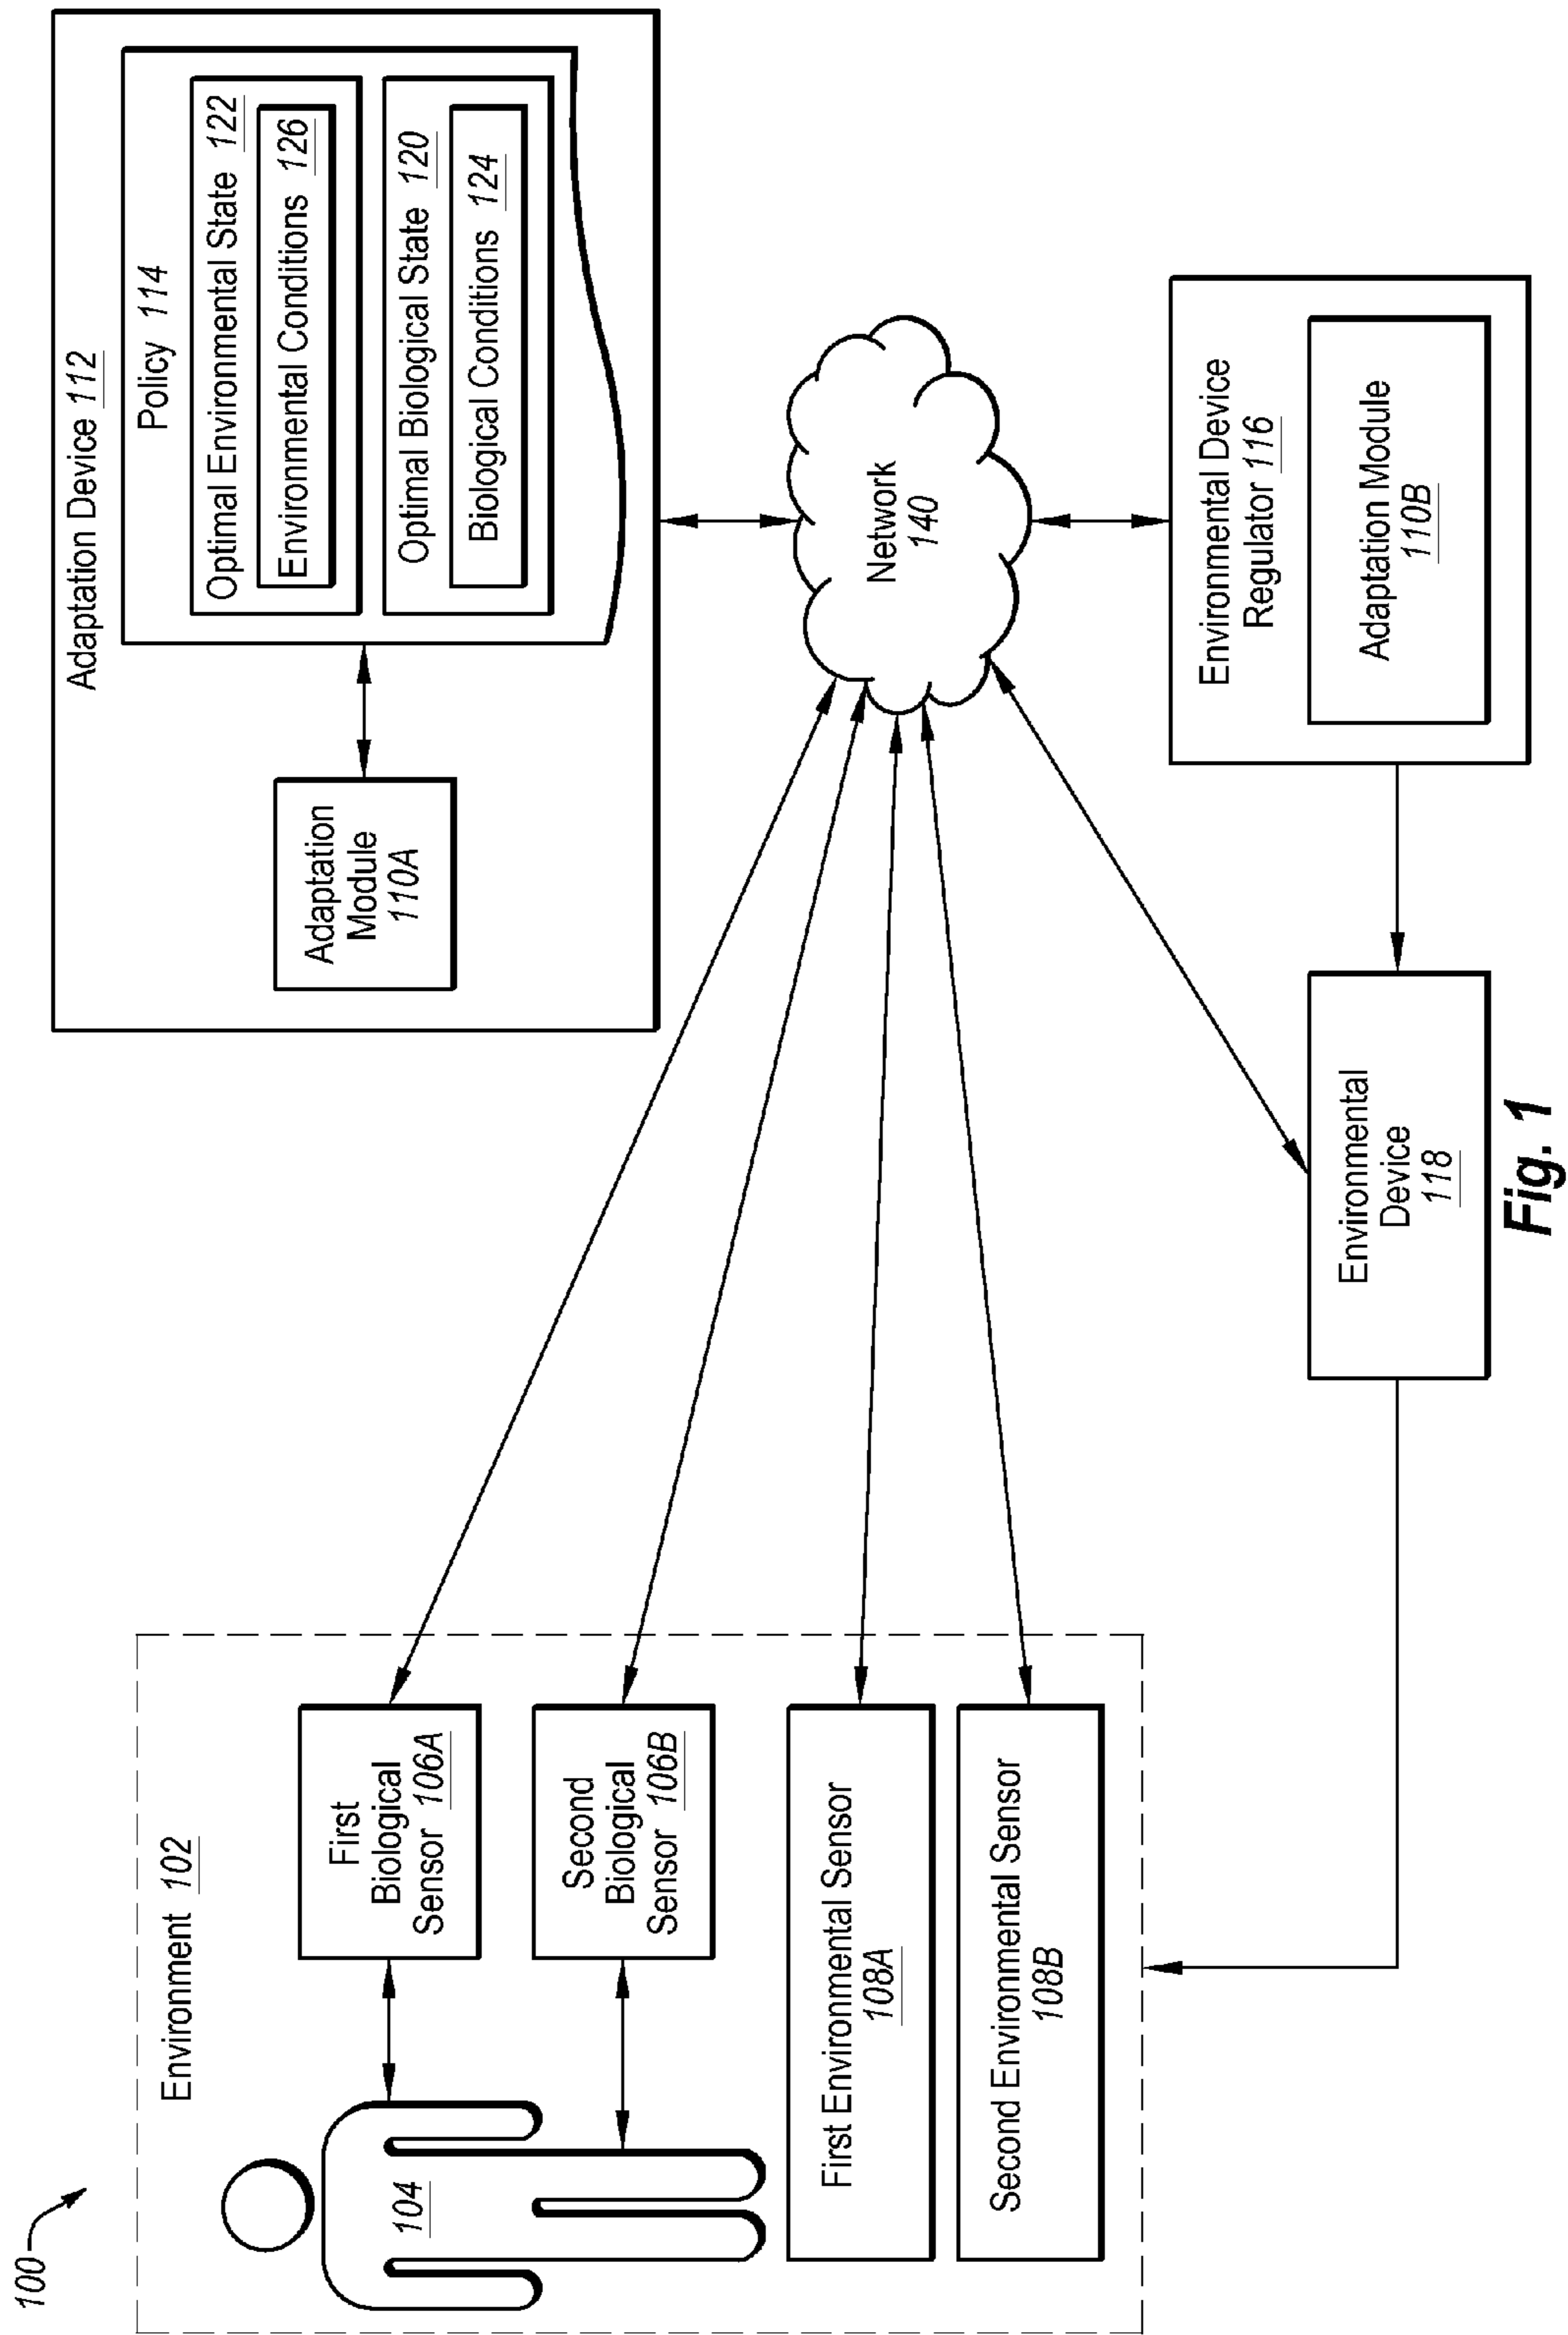 100
Environment 102
104
First
Biological
Sensor 106A
Second
Biological
Sensor 106B
First Environmental Sensor
108A
Second Environmental Sensor
108B
Adaptation Device 112
Adaptation
Module
110A
Policy 114
Optimal Environmental State 122
Environmental Conditions 126
Optimal Biological State 120
Biological Conditions 124
Network
140
Environmental Device
Regulator 116
Adaptation Module
110B
Environmental
Device
118
Fig. 1